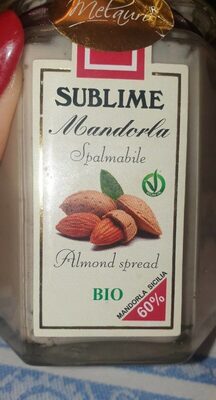 Melauro
SUBLIME
Mandorla
Spalmabile
Almond spread
BIO
MANDORLA SICILIA
60%